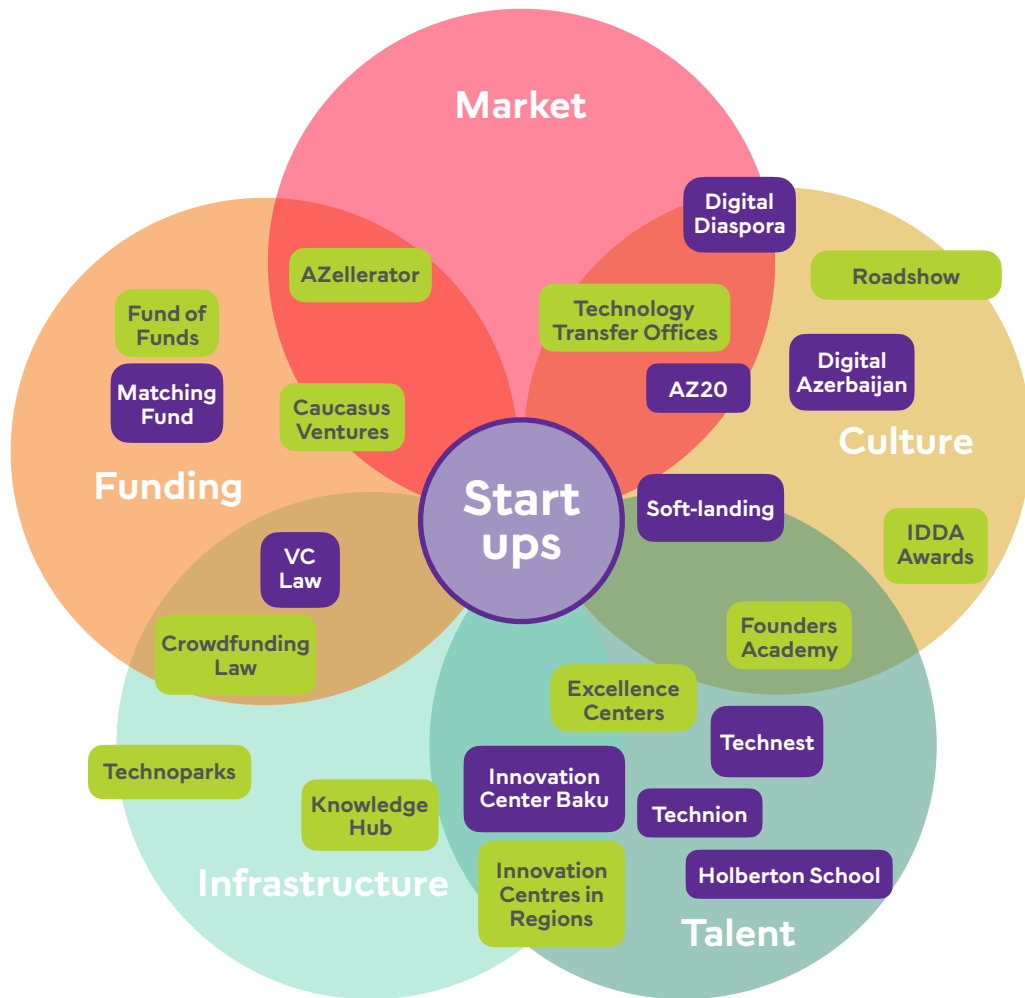 Market
Digital
Diaspora
Roadshow
AZellerator
Technology
Transfer Offices
Fund of
Funds
Digital
Azerbaijan
Matching
Fund
AZ20
Caucasus
Ventures
Culture
Funding
Start
ups
Soft-landing
IDDA
Awards
VC
Law
Crowdfunding
Law
Founders
Academy
Excellence
Centers
Technest
Technoparks
Innovation
Center Baku
Knowledge
Hub
Technion
Infrastructure
Innovation
Centres in
Regions
Holberton School
Talent